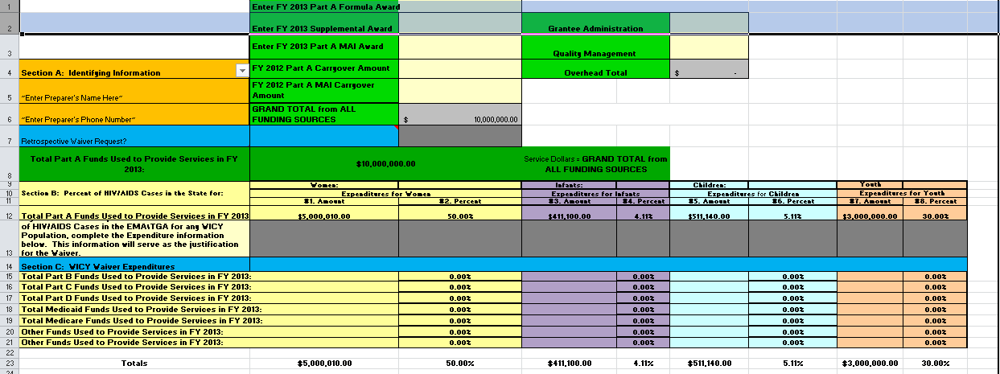 1 Enter FY 2013 Part A Formula Award
2 Enter FY 2013 Supplemental Award Grantee Administration
3 Enter FY 2013 Part A MAI Award Quality Management
4 Section A: Identifying Information FY 2012 Part A Carryover Amount Overhead Total $ -
5 "Enter Preparer's Name Here" FY 2012 Part A MAI Carryover
Amount
6 "Enter Preparer's Phone Number" GRAND TOTAL from ALL
FUNDING SOURCES $ 10,000,000.00
7 Retrospective Waiver Request?
8 Total Part A Funds Used to Provide Services in FY
2013: $10,000,000.00 Service Dollars = GRAND TOTAL from
ALL FUNDING SOURCES
9 Women: Infants: Children: Youth
10 Section B: Percent of HIV/AIDS Cases in the State for: Expenditures for Women Expenditures for Infants Expenditures for Children Expenditures for Youth
11 #1. Amount #2. Percent #3. Amount #4. Percent #5. Amount #6. Percent #7. Amount #8. Percent
12 Total Part A Funds Used to Provide Services in FY 2013 $5,000,010.00 50.00% $411,100.00 4.11% $511,140.00 5.11% $3,000,000.00 30.00%
of HIV/AIDS Cases in the EMA\TGA for any WICY
Population, complete the Expenditure information
below. This information will serve as the justification
13 for the Waiver.
14 Section C: WICY Waiver Expenditures
15 Total Part B Funds Used to Provide Services in FY 2013: 0.00% 0.00% 0.00% 0.00%
16 Total Part C Funds Used to Provide Services in FY 2013: 0.00% 0.00% 0.00% 0.00%
17 Total Part D Funds Used to Provide Services in FY 2013: 0.00% 0.00% 0.00% 0.00%
18 Total Medicaid Funds Used to Provide Services in FY 2013: 0.00% 0.00% 0.00% 0.00%
19 Total Medicare Funds Used to Provide Services in FY 2013: 0.00% 0.00% 0.00% 0.00%
20 Other Funds Used to Provide Services in FY 2013: 0.00% 0.00% 0.00% 0.00%
21 Other Funds Used to Provide Services in FY 2013: 0.00% 0.00% 0.00% 0.00%
22
23 Totals $5,000,010.00 50.00% $411,100.00 4.11% $511,140.00 5.11% $3,000,000.00 30.00%